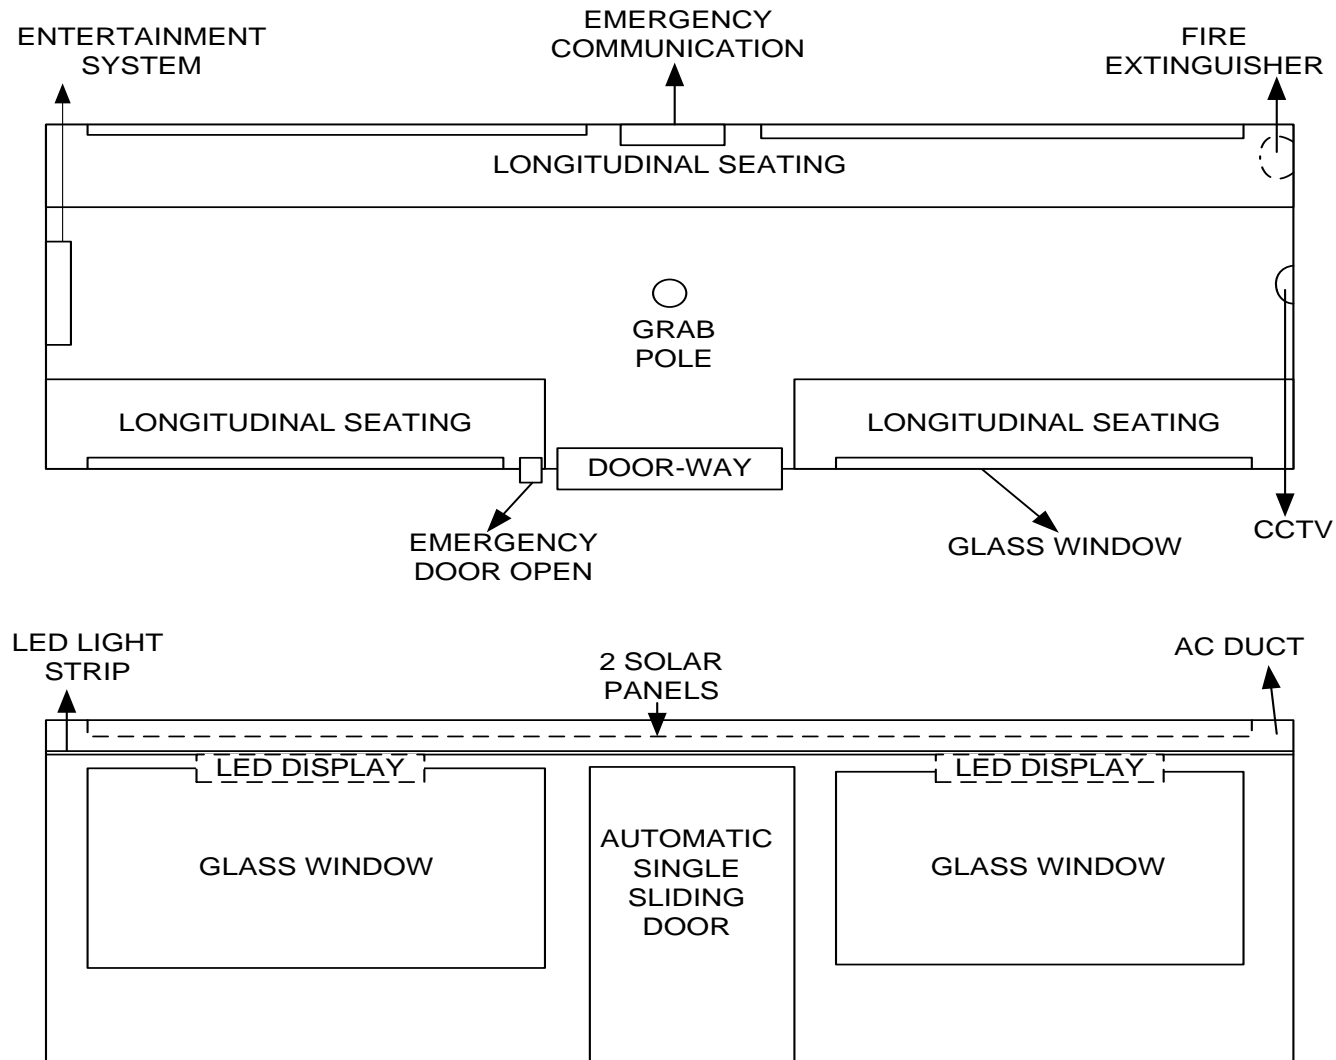 ENTERTAINMENT
SYSTEM
EMERGENCY
COMMUNICATION
FIRE
EXTINGUISHER
LONGITUDINAL SEATING
GRAB
POLE
LONGITUDINAL SEATING
LONGITUDINAL SEATING
DOOR-WAY
EMERGENCY
DOOR OPEN
GLASS WINDOW
CCTV
LED LIGHT
STRIP
2 SOLAR
PANELS
AC DUCT
LED DISPLAY
LED DISPLAY
GLASS WINDOW
AUTOMATIC
SINGLE
SLIDING
DOOR
GLASS WINDOW